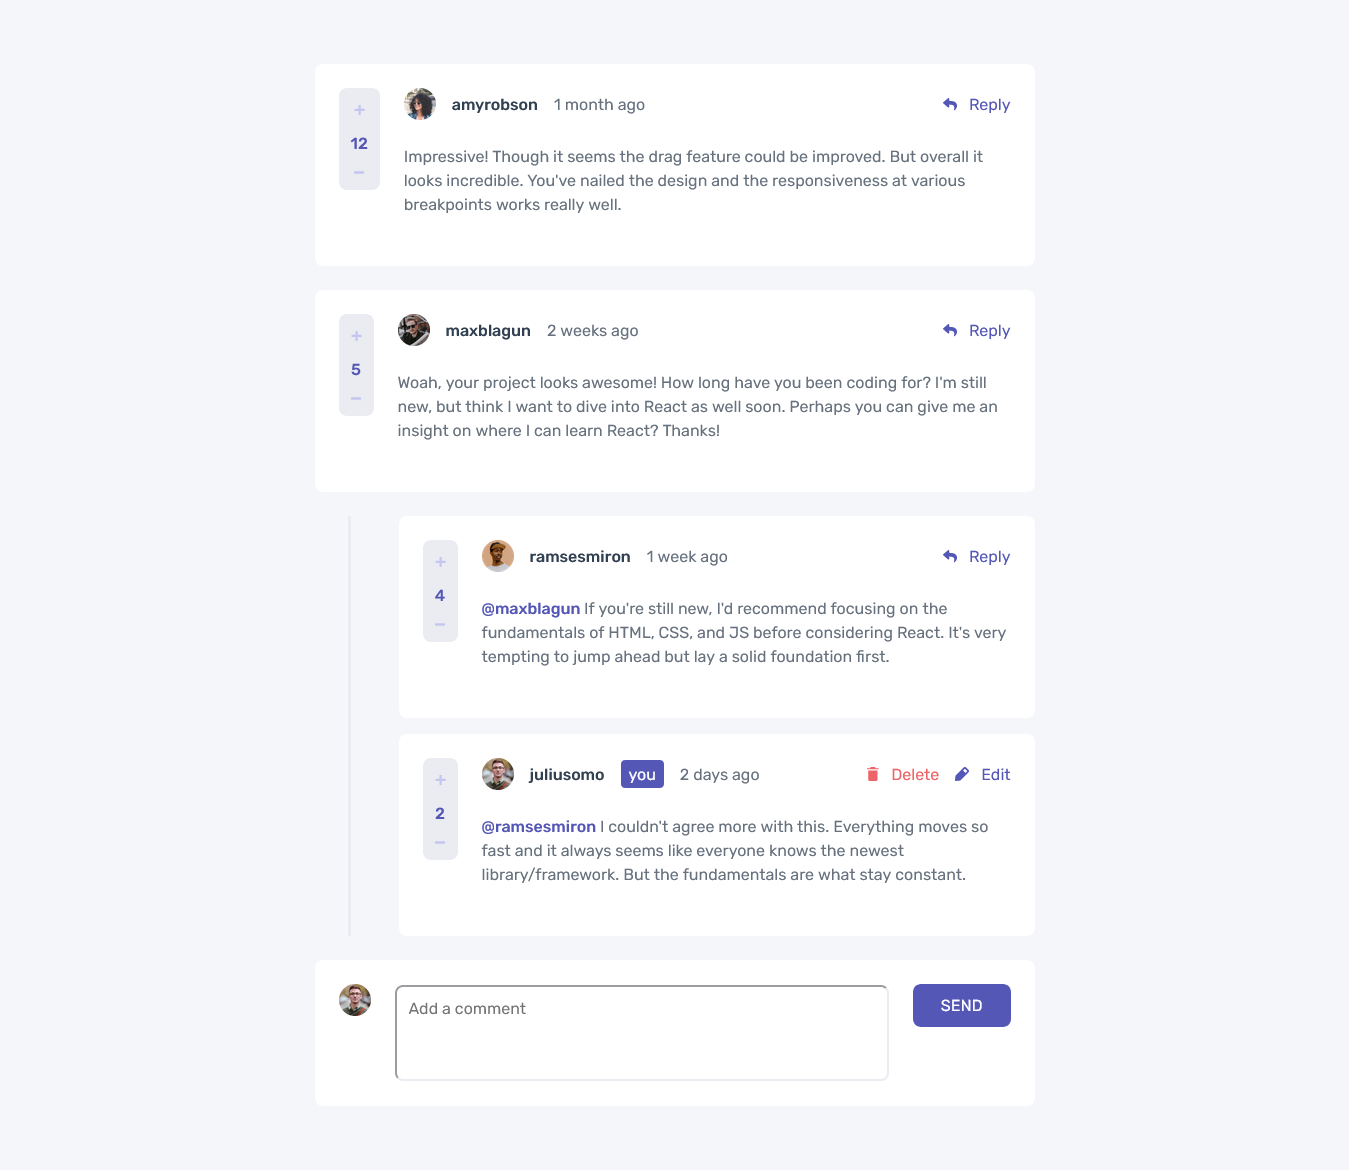 +
12
−
amyrobson 1 month ago Reply
Impressive! Though it seems the drag feature could be improved. But overall it
looks incredible. You've nailed the design and the responsiveness at various
breakpoints works really well.
+
5
−
maxblagun 2 weeks ago Reply
Woah, your project looks awesome! How long have you been coding for? I'm still
new, but think I want to dive into React as well soon. Perhaps you can give me an
insight on where I can learn React? Thanks!
+
4
−
ramsesmiron 1 week ago Reply
@maxblagun If you're still new, I'd recommend focusing on the
fundamentals of HTML, CSS, and JS before considering React. It's very
tempting to jump ahead but lay a solid foundation first.
+
2
−
juliusomo you 2 days ago Delete Edit
@ramsesmiron I couldn't agree more with this. Everything moves so
fast and it always seems like everyone knows the newest
library/framework. But the fundamentals are what stay constant.
Add a comment
SEND